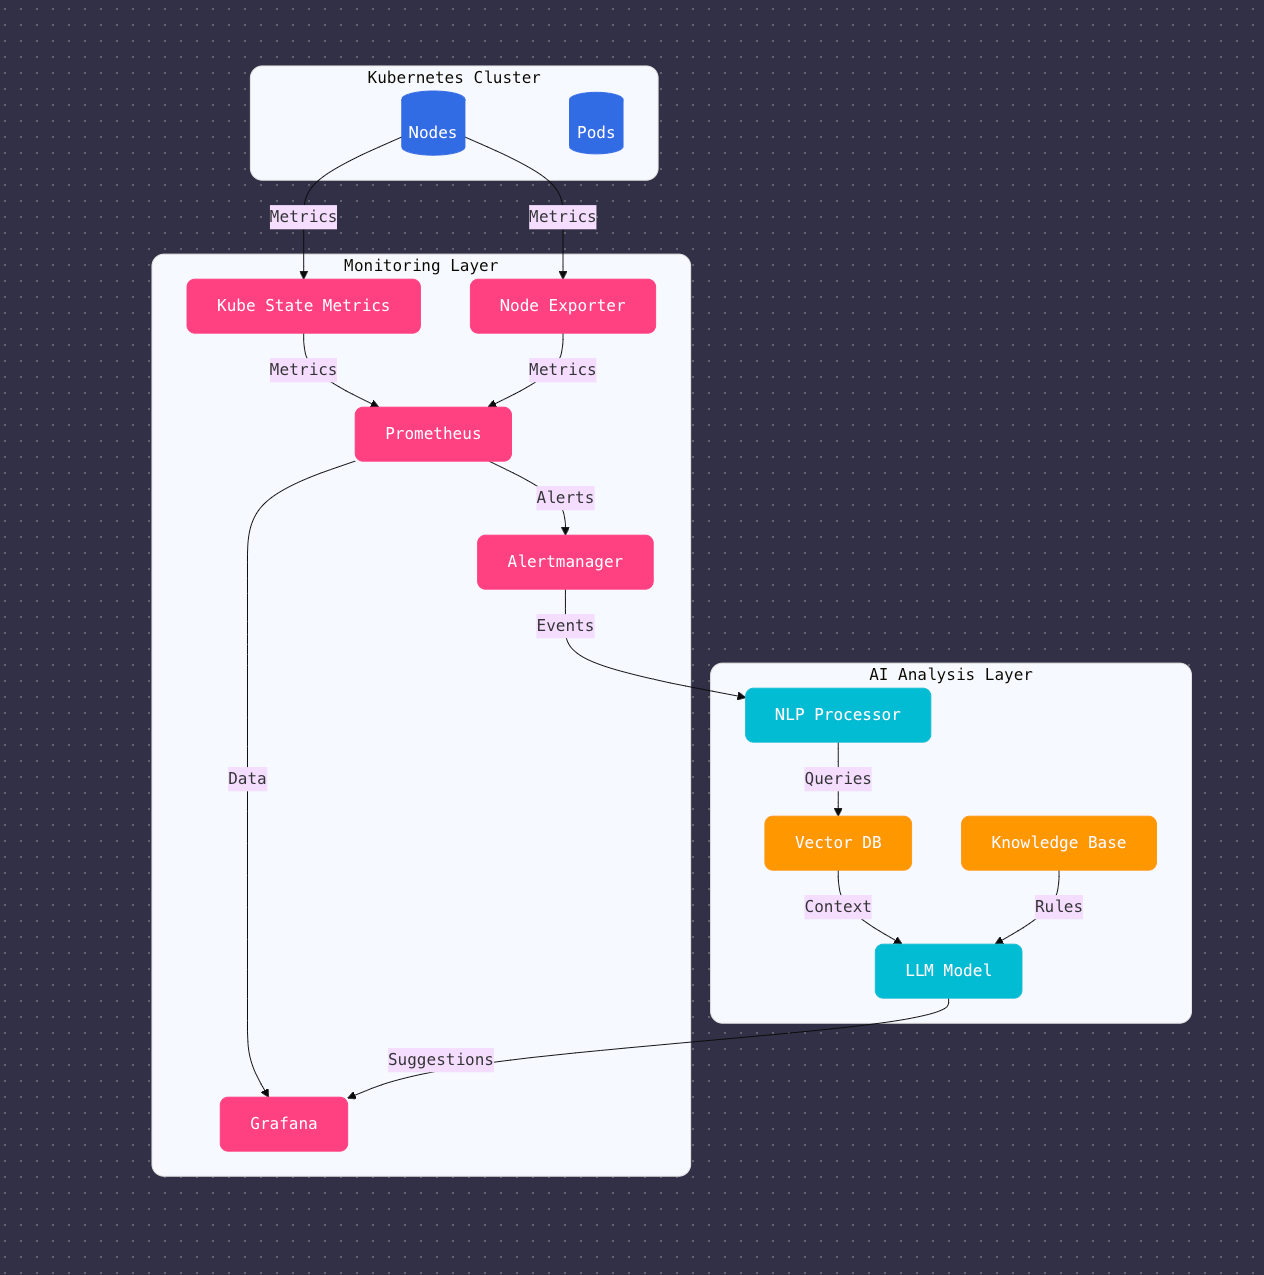 Kubernetes Cluster
Nodes
Pods
Metrics
Metrics
Monitoring Layer
Kube State Metrics
Node Exporter
Metrics
Metrics
Prometheus
Alerts
Alertmanager
Events
AI Analysis Layer
NLP Processor
Data
Queries
Vector DB
Knowledge Base
Context
Rules
LLM Model
Suggestions
Grafana